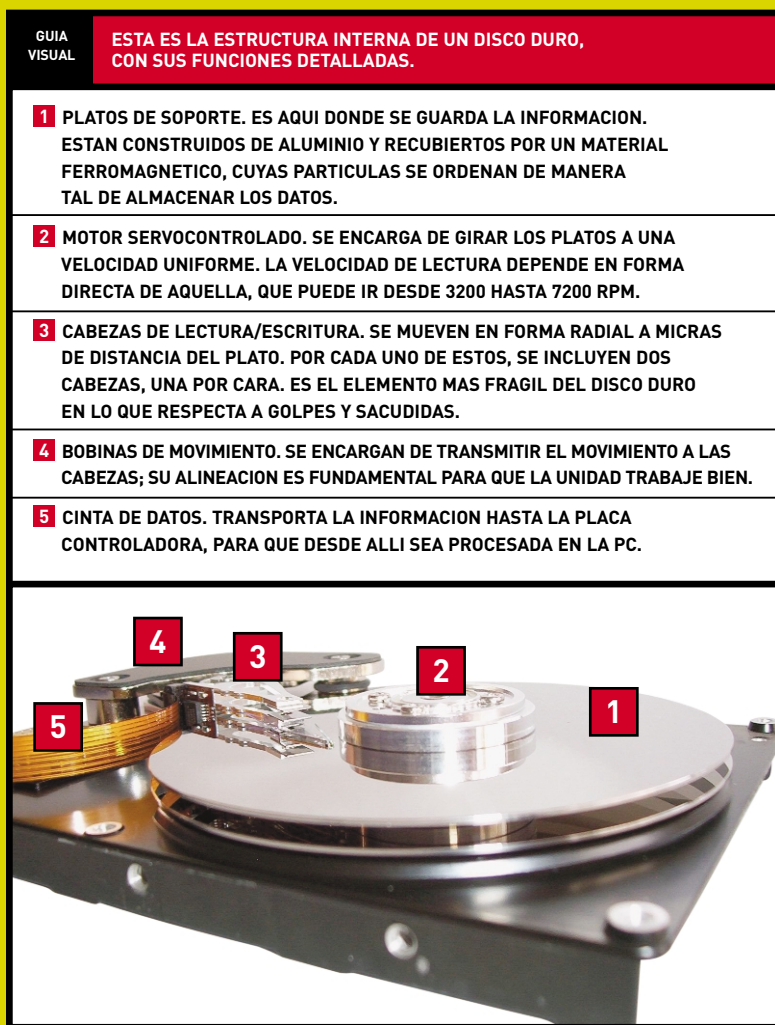 GUIA
VISUAL
ESTA ES LA ESTRUCTURA INTERNA DE UN DISCO DURO,
CON SUS FUNCIONES DETALLADAS.
1 PLATOS DE SOPORTE. ES AQUI DONDE SE GUARDA LA INFORMACION.
ESTAN CONSTRUIDOS DE ALUMINIO Y RECUBIERTOS POR UN MATERIAL
FERROMAGNETICO, CUYAS PARTICULAS SE ORDENAN DE MANERA
TAL DE ALMACENAR LOS DATOS.
2 MOTOR SERVOCONTROLADO. SE ENCARGA DE GIRAR LOS PLATOS A UNA
VELOCIDAD UNIFORME. LA VELOCIDAD DE LECTURA DEPENDE EN FORMA
DIRECTA DE AQUELLA, QUE PUEDE IR DESDE 3200 HASTA 7200 RPM.
3 CABEZAS DE LECTURA/ESCRITURA. SE MUEVEN EN FORMA RADIAL A MICRAS
DE DISTANCIA DEL PLATO. POR CADA UNO DE ESTOS, SE INCLUYEN DOS
CABEZAS, UNA POR CARA. ES EL ELEMENTO MAS FRAGIL DEL DISCO DURO
EN LO QUE RESPECTA A GOLPES Y SACUDIDAS.
4 BOBINAS DE MOVIMIENTO. SE ENCARGAN DE TRANSMITIR EL MOVIMIENTO A LAS
CABEZAS; SU ALINEACION ES FUNDAMENTAL PARA QUE LA UNIDAD TRABAJE BIEN.
5 CINTA DE DATOS. TRANSPORTA LA INFORMACION HASTA LA PLACA
CONTROLADORA, PARA QUE DESDE ALLI SEA PROCESADA EN LA PC.
4
3
2
1
5